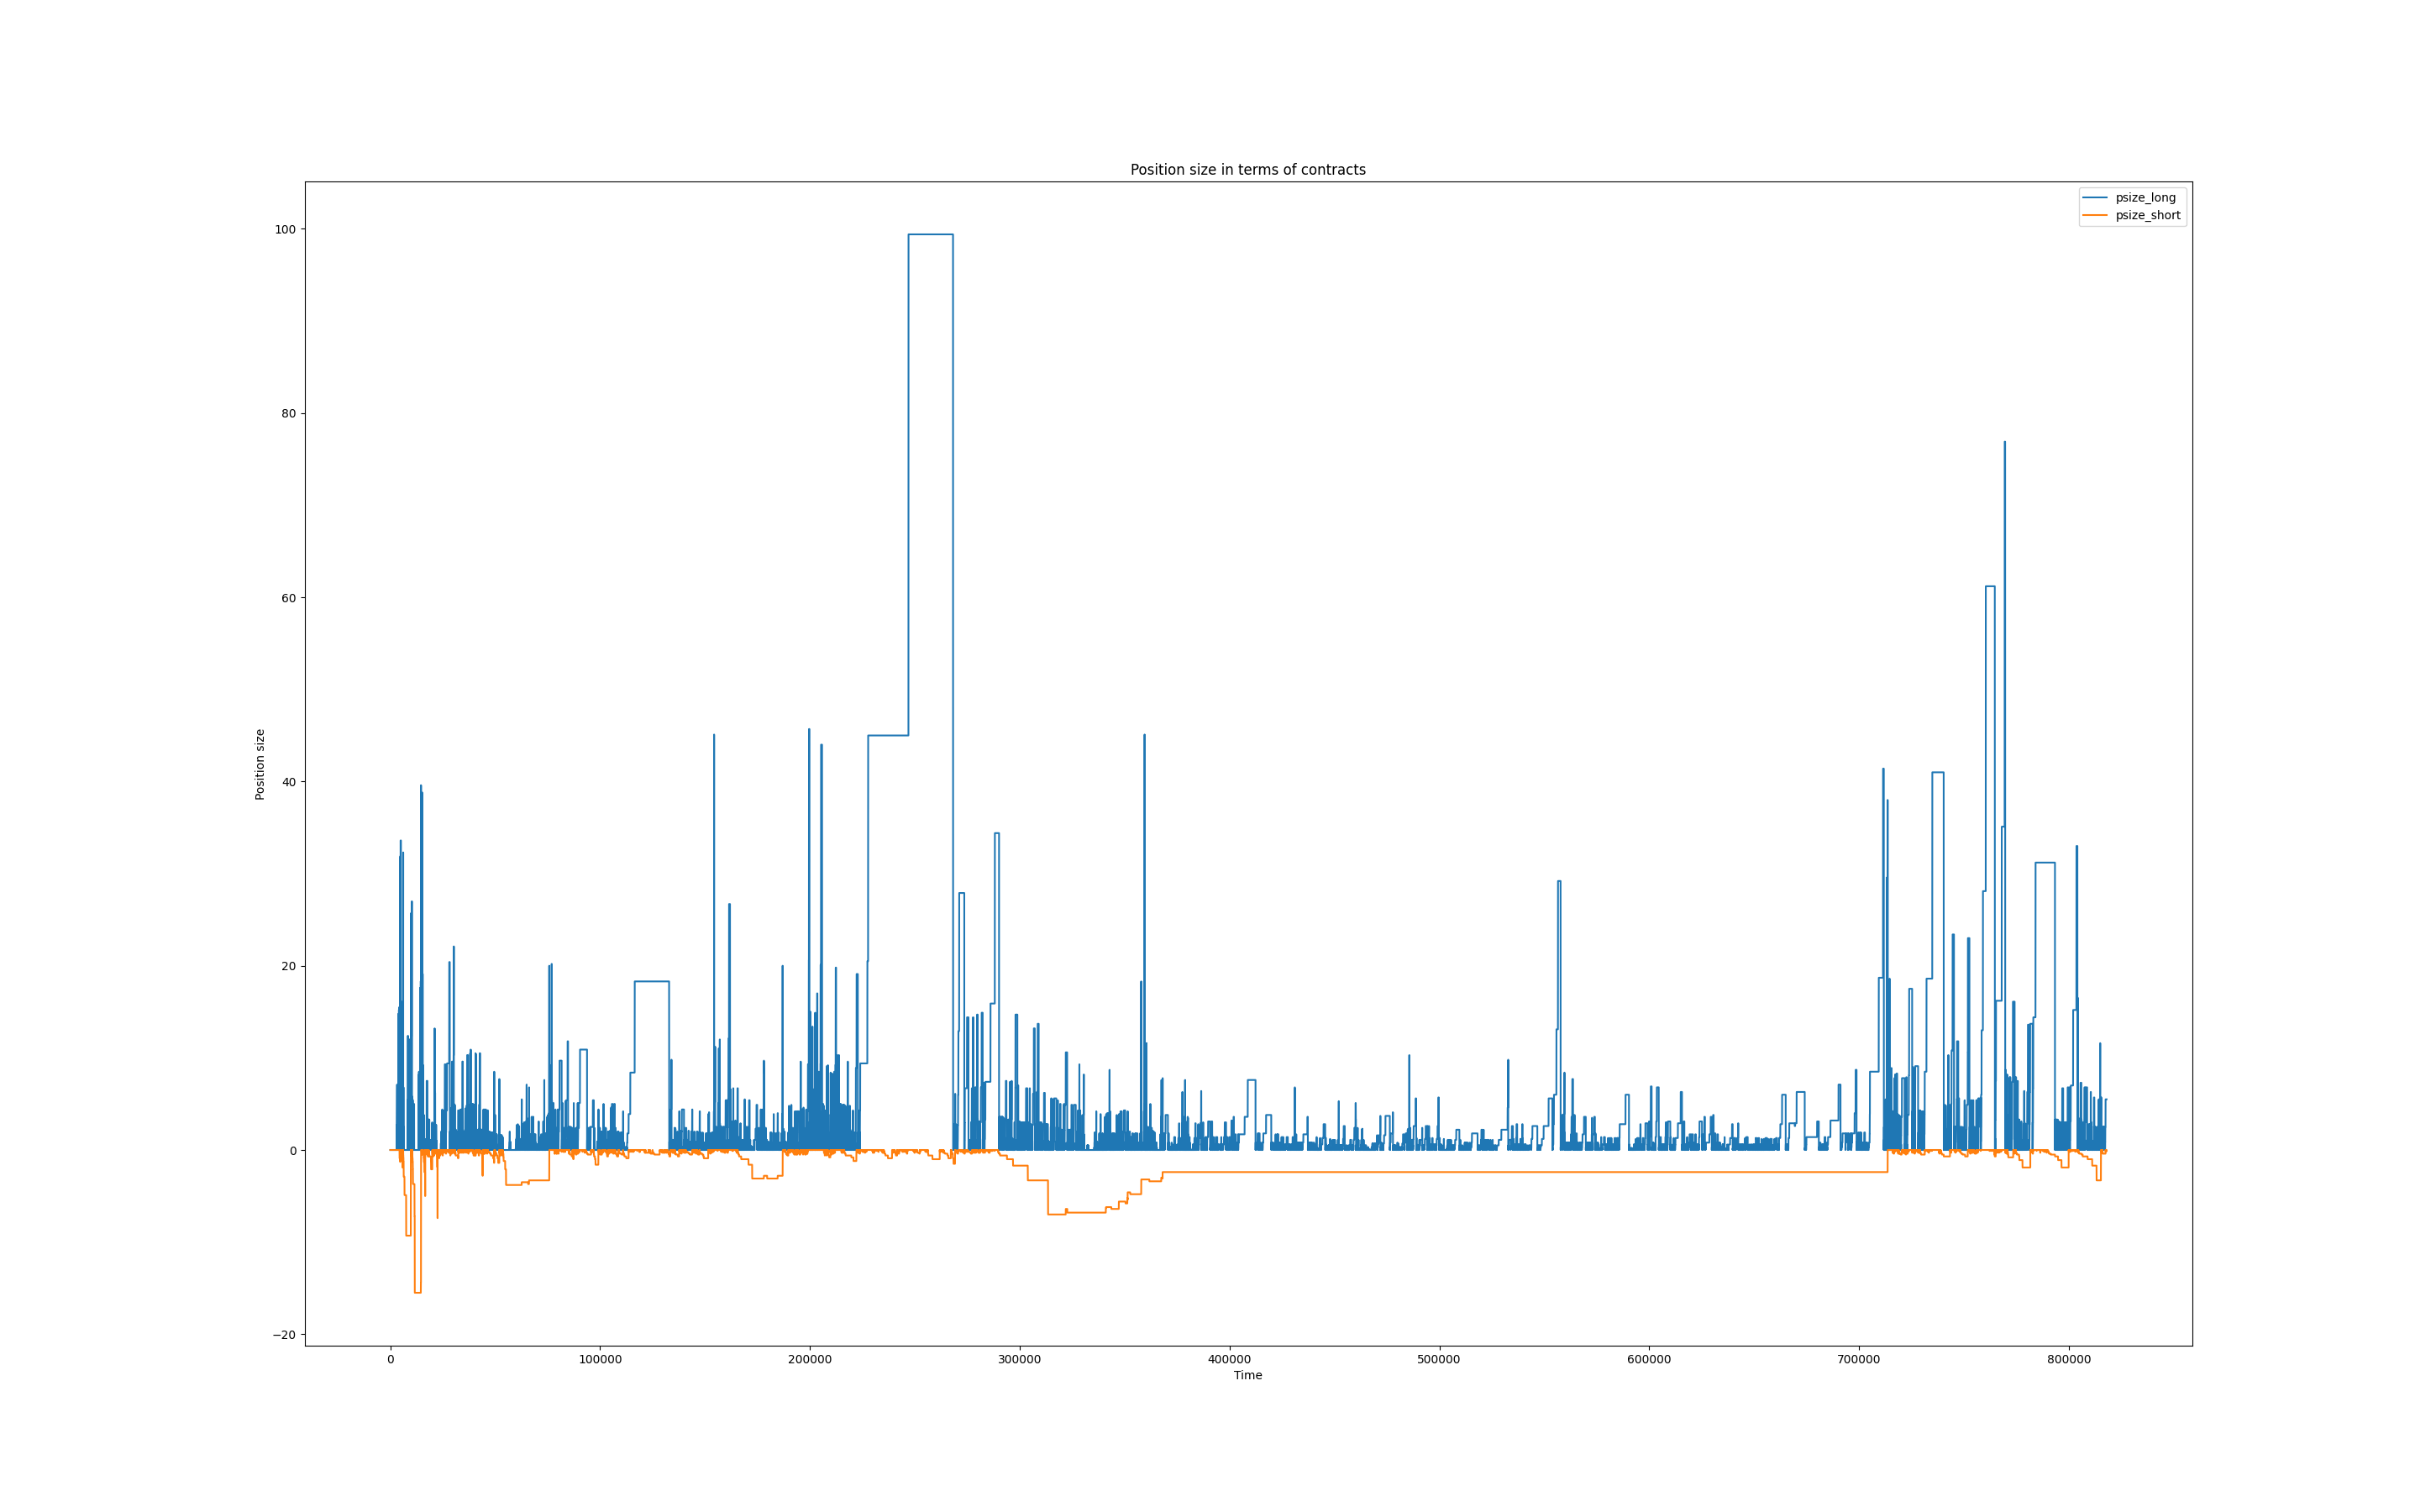 Position size in terms of contracts
psize_long
psize_short
100
80
60
40
20
0
−20
Position size
0 100000 200000 300000 400000 500000 600000 700000 800000
Time